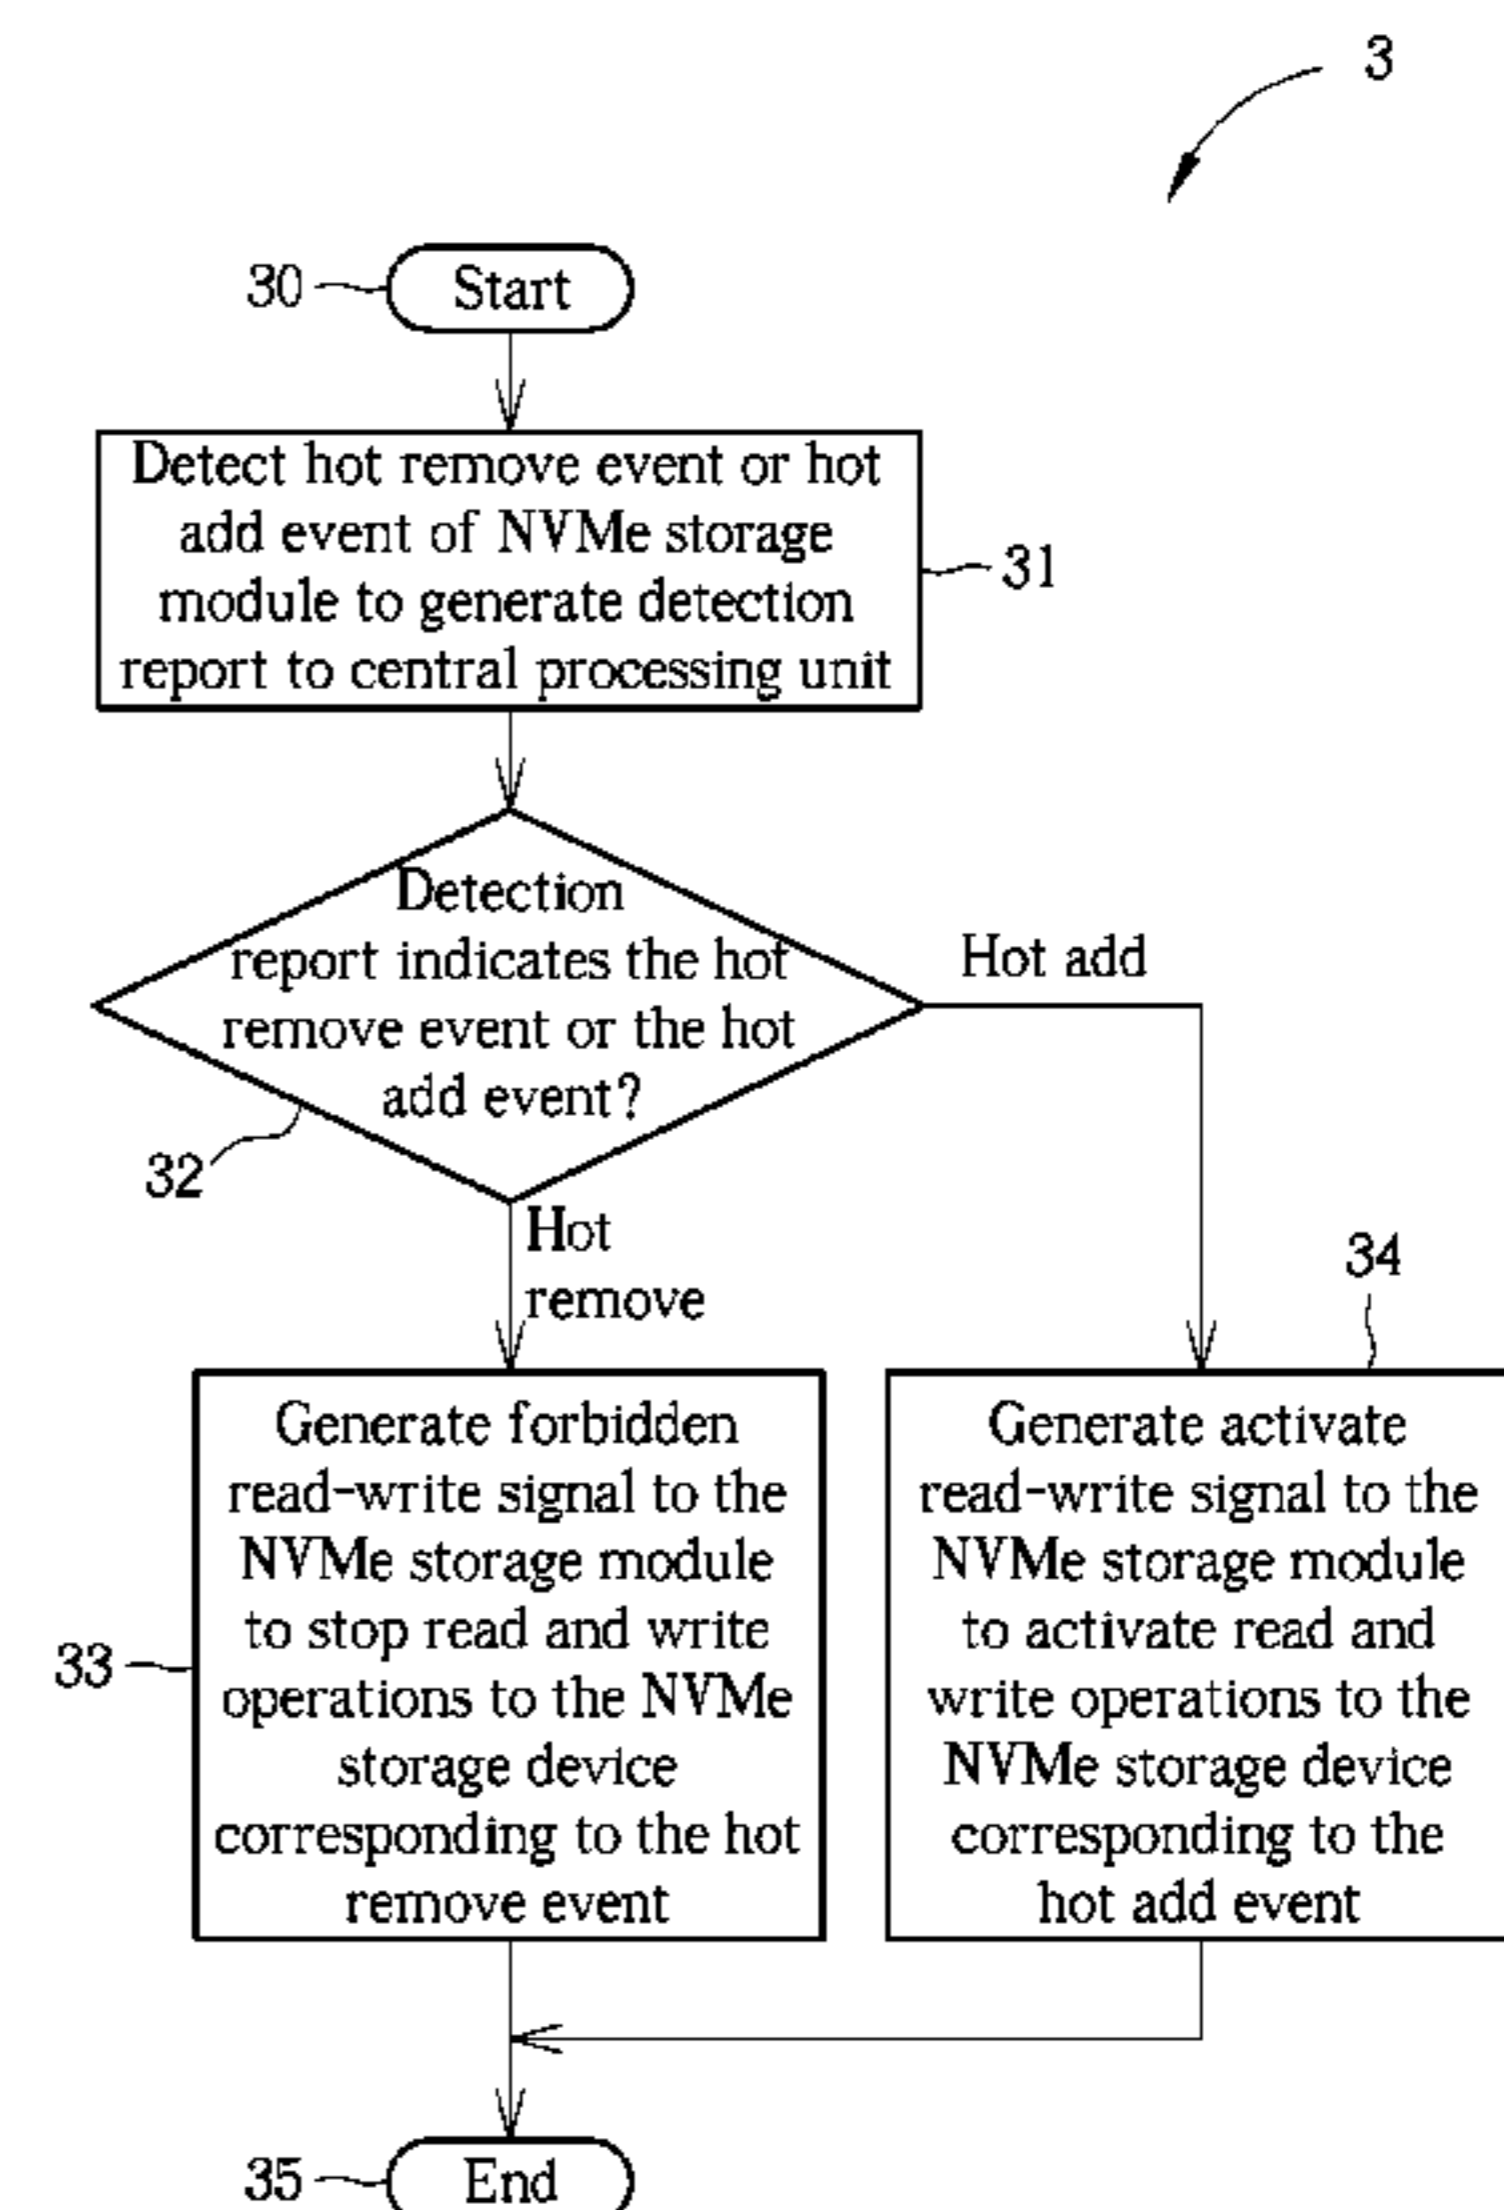 3
30
Start
Detect hot remove event or hot
add event of NVMe storage
module to generate detection
report to central processing unit
31
Detection
report indicates the hot
remove event or the hot
add event?
32
Hot add
Hot
remove
34
Generate forbidden
read-write signal to the
NVMe storage module
to stop read and write
operations to the NVMe
storage device
corresponding to the hot
remove event
33
Generate activate
read-write signal to the
NVMe storage module
to activate read and
write operations to the
NVMe storage device
corresponding to the
hot add event
35
End